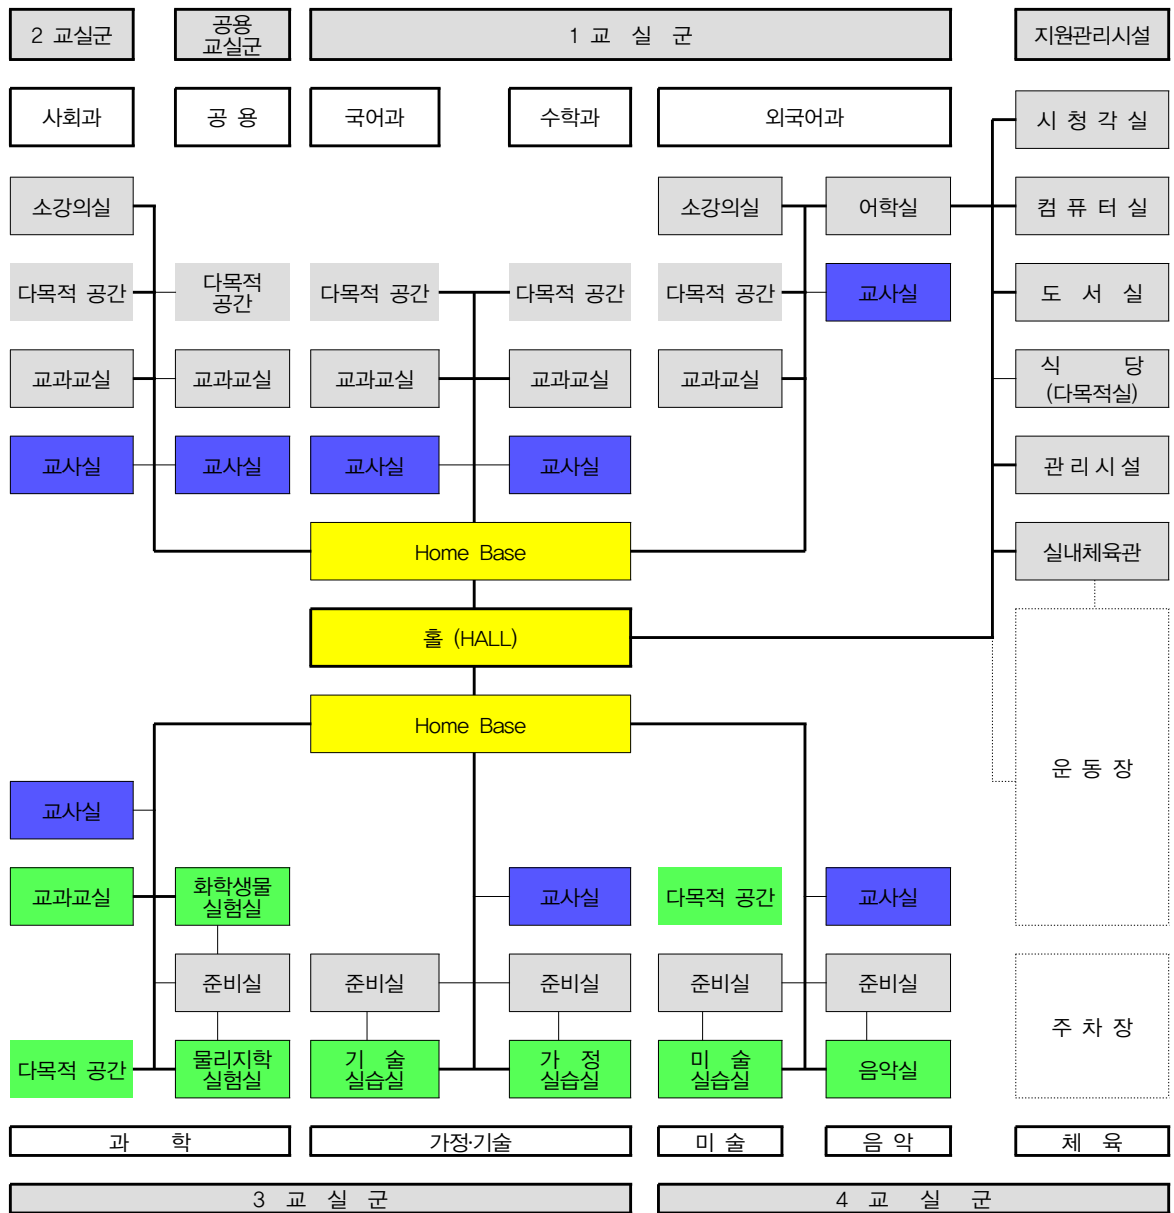 2 교실군
공용
교실군
1 교 실 군
지원관리시설
사회과
공 용
국어과
수학과
외국어과
시 청 각 실
소강의실
소강의실
어학실
컴 퓨 터 실
다목적 공간
다목적
공간
다목적 공간
다목적 공간
다목적 공간
교사실
도 서 실
교과교실
교과교실
교과교실
교과교실
교과교실
식 당
(다목적실)
교사실
교사실
교사실
교사실
관 리 시 설
Home Base
실내체육관
홀 (HALL)
Home Base
운 동 장
교사실
교과교실
화학생물
실험실
교사실
다목적 공간
교사실
준비실
준비실
준비실
준비실
준비실
주 차 장
다목적 공간
물리지학
실험실
기 술
실습실
가 정
실습실
미 술
실습실
음악실
과 학
가정·기술
미 술
음 악
체 육
3 교 실 군
4 교 실 군